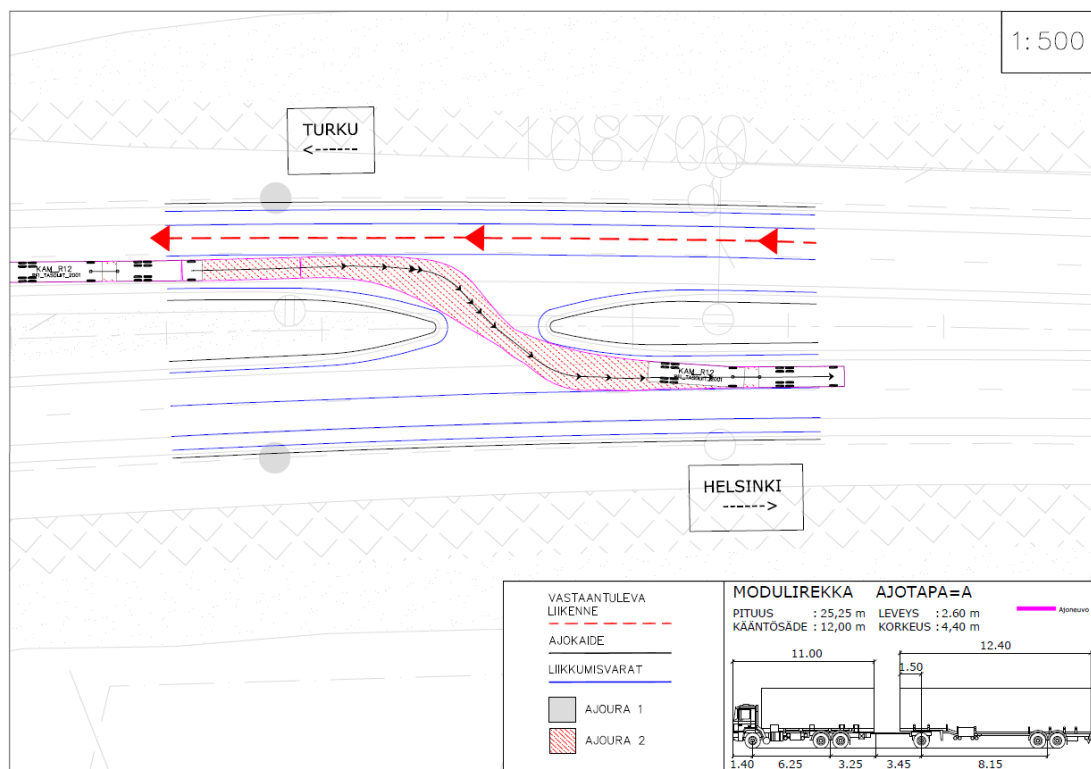 1:500
TURKU
<-----
108700
KAM_R12
KAM_R12
HELSINKI
----->
VASTAANTULEVA
LIIKENNE
AJOKAIDE
LIIKKUMISVARAT
AJOURA 1
AJOURA 2
MODULIREKKA AJOTAPA=A
PITUUS : 25,25 m LEVEYS : 2.60 m
KÄÄNTÖSÄDE : 12,00 m KORKEUS : 4,40 m
Ajoneuvo
11.00
12.40
1.50
1.40 6.25 3.25 3.45 8.15